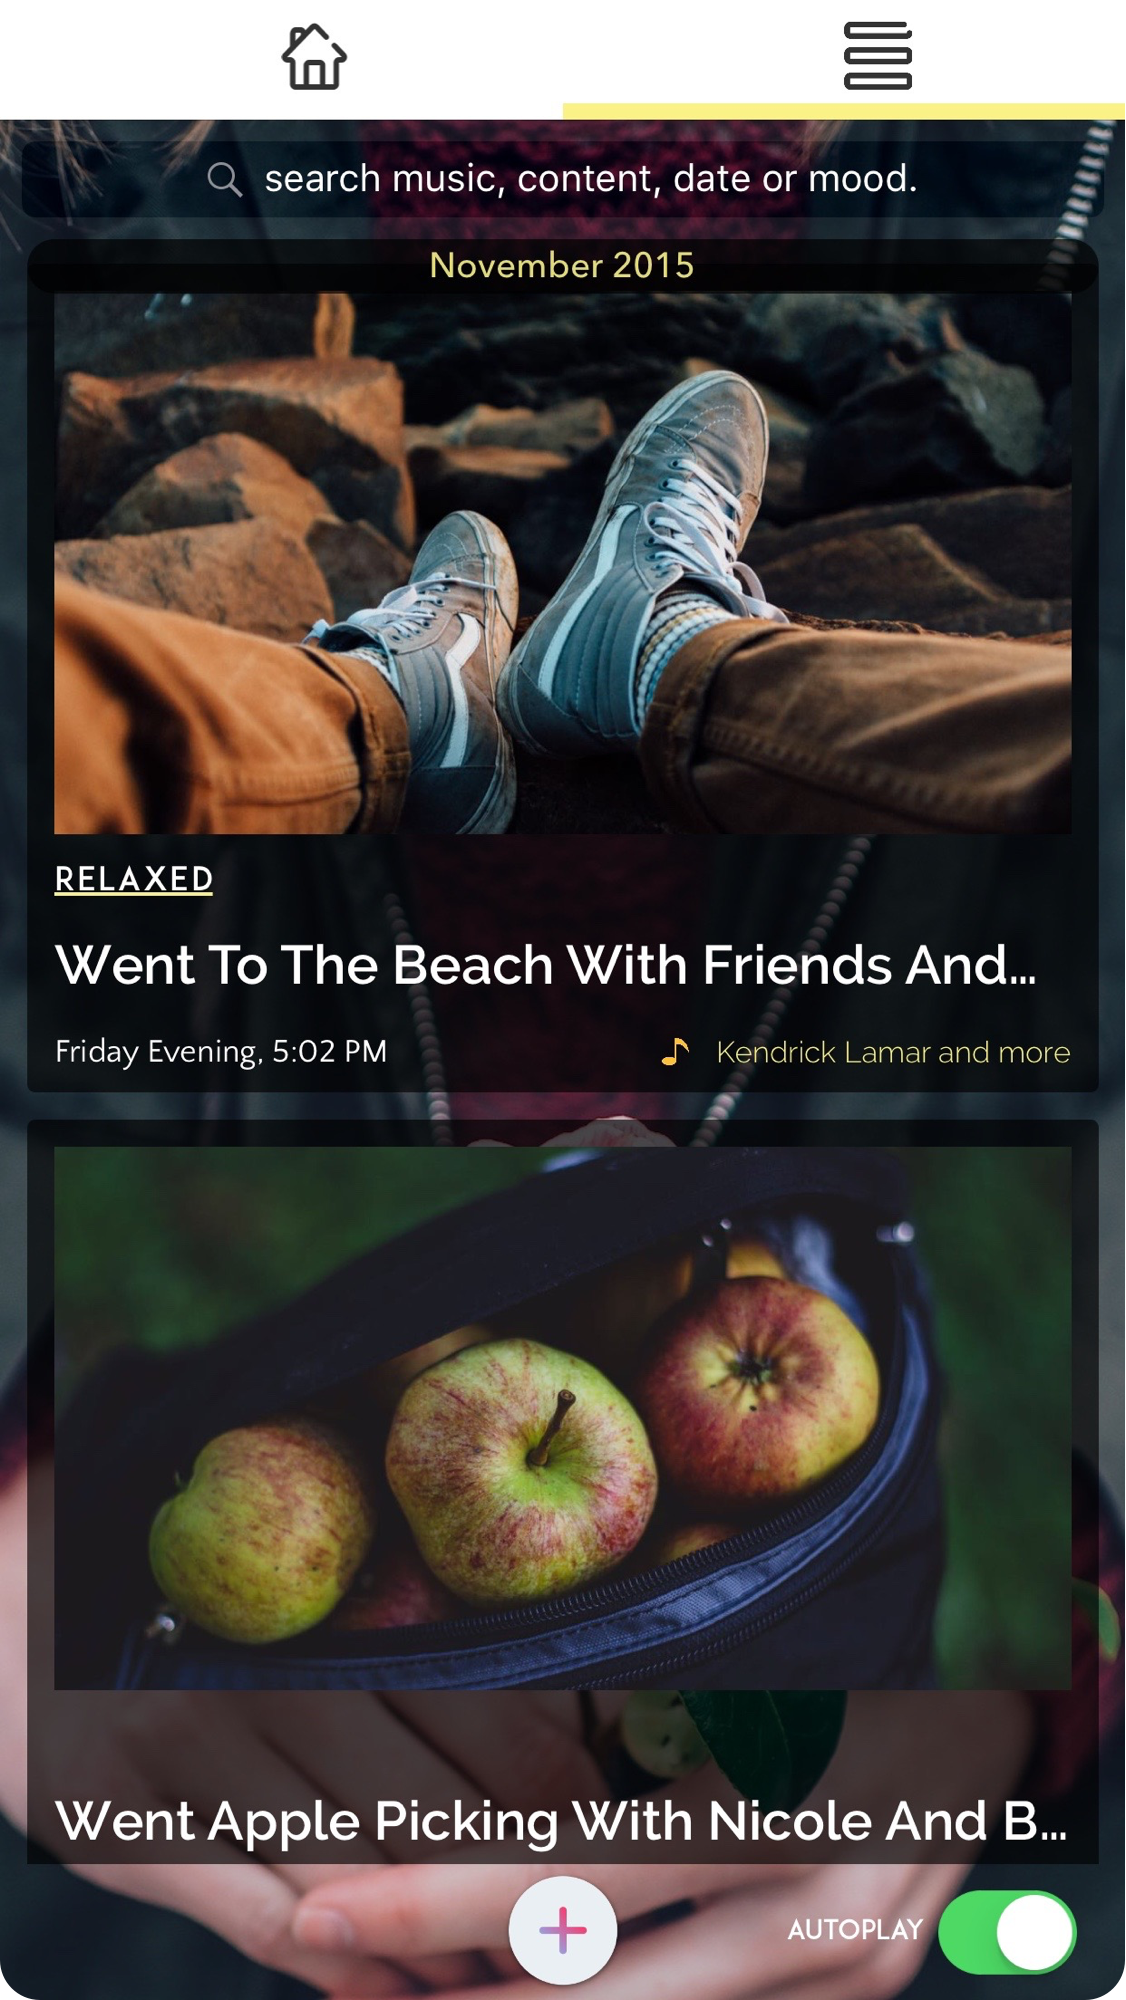 search music, content, date or mood.
November 2015
RELAXED
Went To The Beach With Friends And...
Friday Evening, 5:02 PM
Kendrick Lamar and more
Went Apple Picking With Nicole And B...
AUTOPLAY